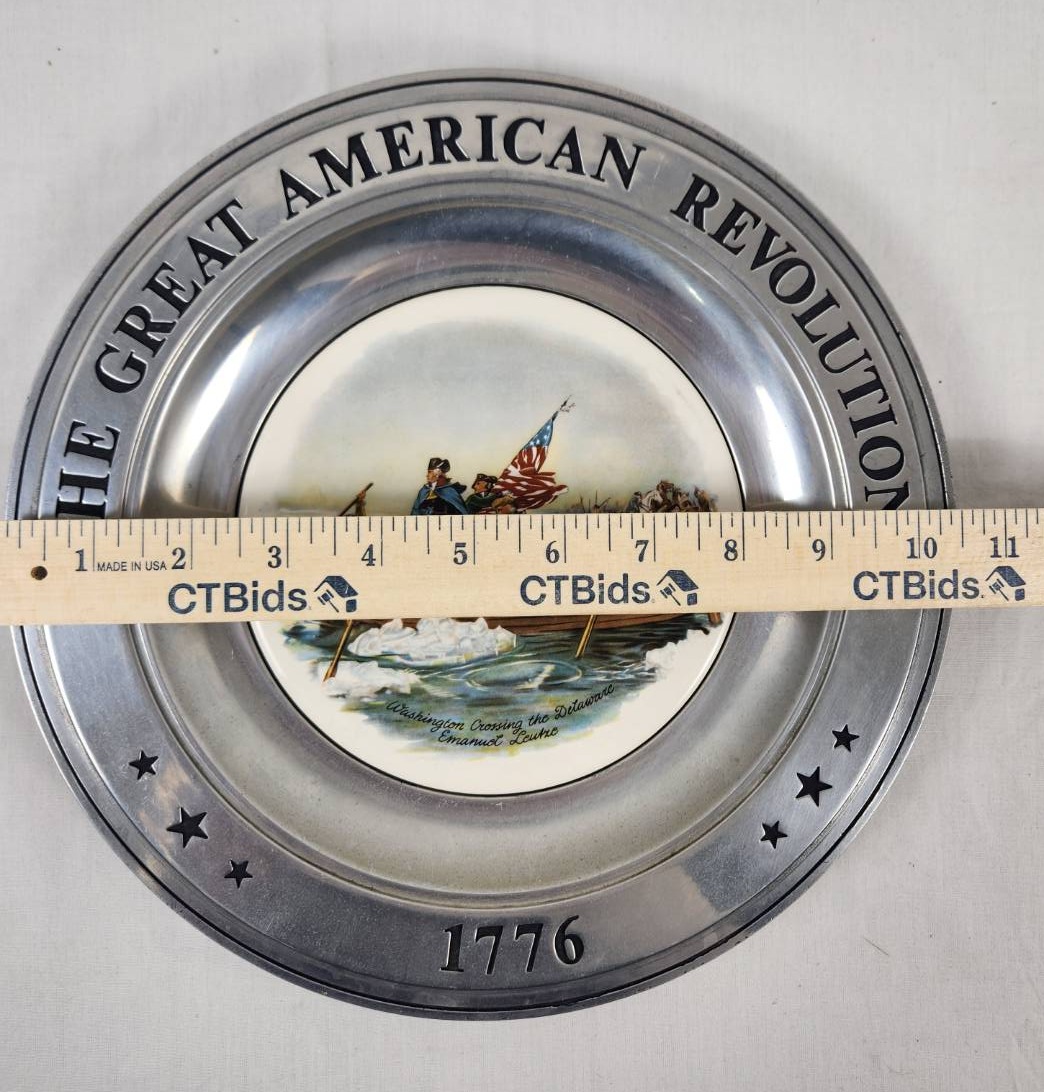 THE GREAT AMERICAN REVOLUTION
1 2 3 4 5 6 7 8 9 10 11
MADE IN USA
CTBids CTBids CTBids
Washington Crossing the Delaware
Emanuel Leutze
1776